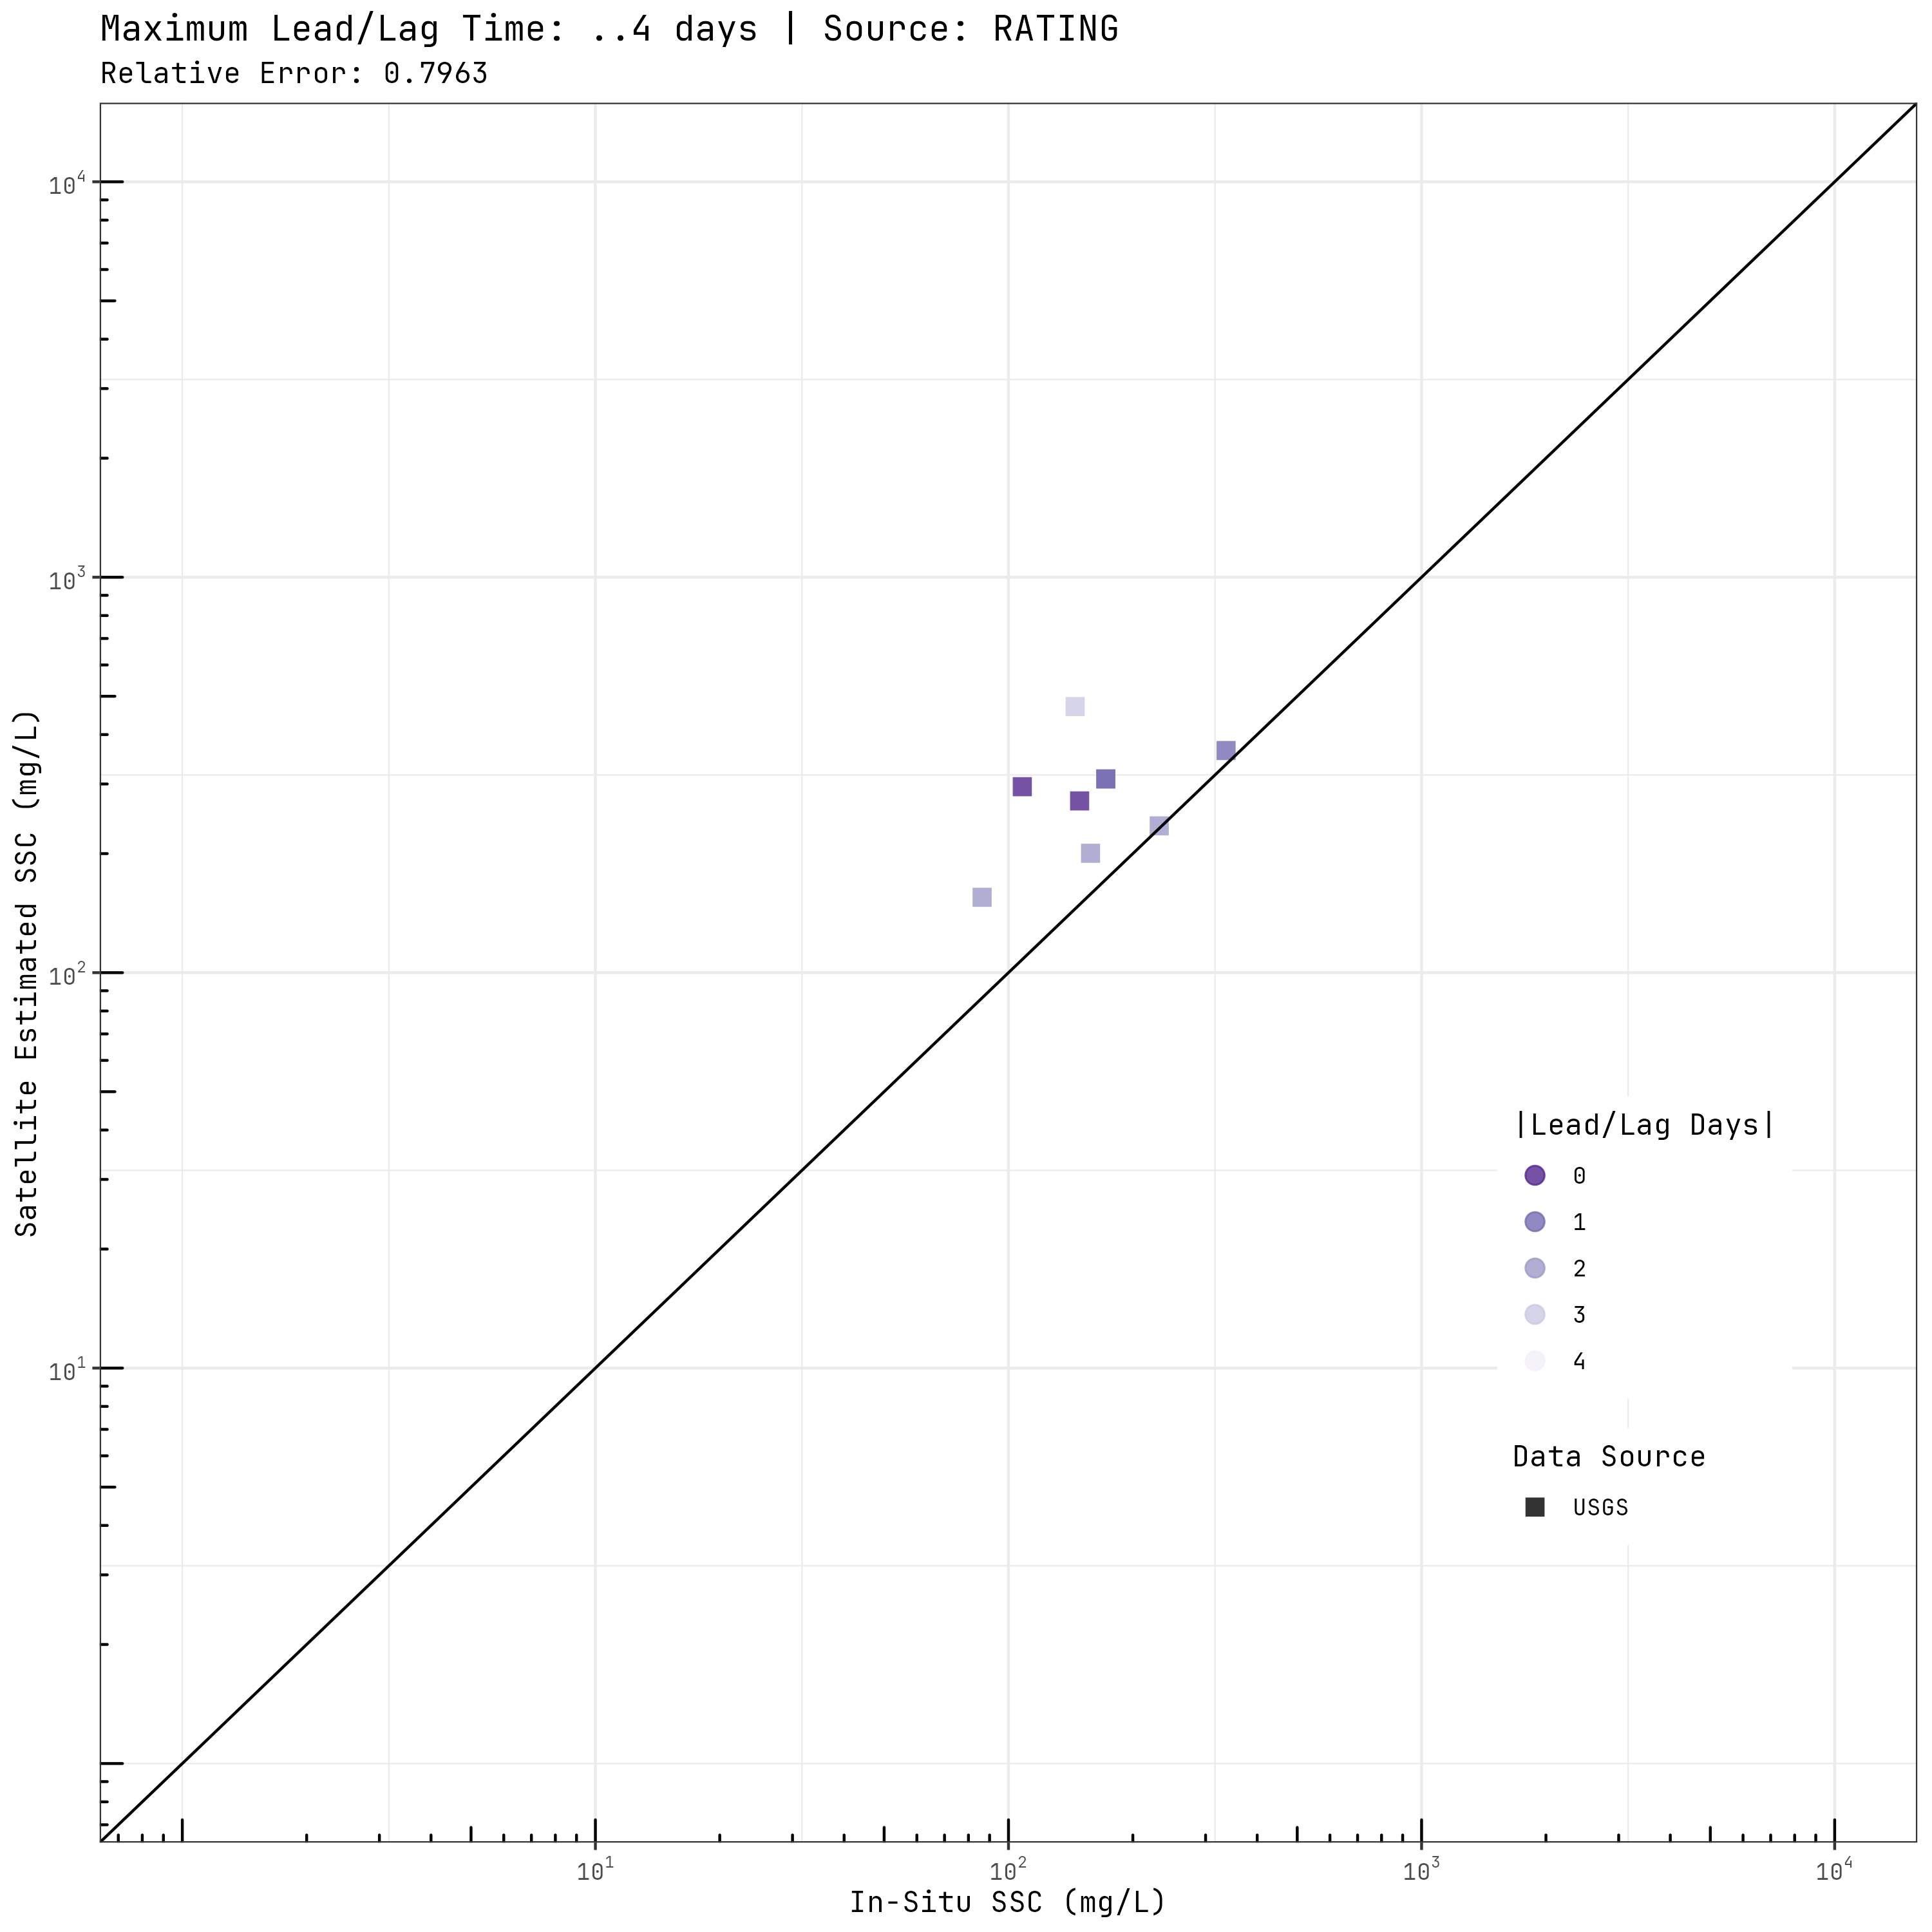 Maximum Lead/Lag Time: ..4 days | Source: RATING
Relative Error: 0.7963
Satellite Estimated SSC (mg/L)
10⁴
10³
10²
10¹
|Lead/Lag Days|
0
1
2
3
4
Data Source
USGS
10¹
10²
10³
10⁴
In-Situ SSC (mg/L)